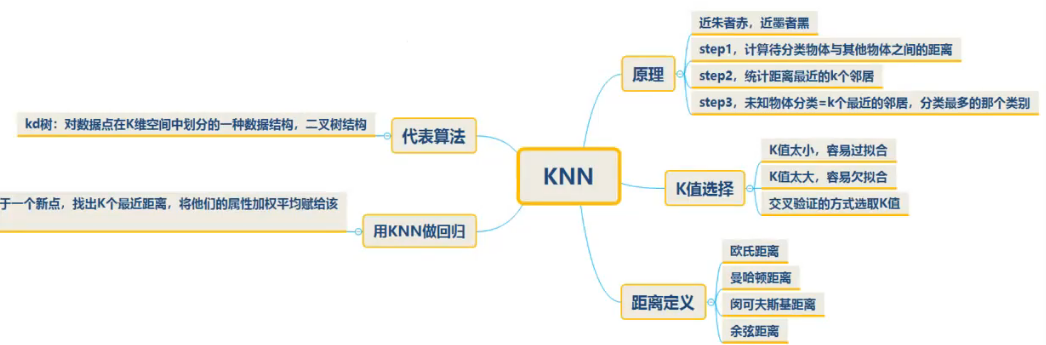 KNN
原理
近朱者赤，近墨者黑
step1，计算待分类物体与其他物体之间的距离
step2，统计距离最近的k个邻居
step3，未知物体分类=k个最近的邻居，分类最多的那个类别
K值选择
K值太小，容易过拟合
K值太大，容易欠拟合
交叉验证的方式选取K值
距离定义
欧氏距离
曼哈顿距离
闵可夫斯基距离
余弦距离
代表算法
kd树：对数据点在K维空间中划分的一种数据结构，二叉树结构
用KNN做回归
于一个新点，找出K个最近距离，将他们的属性加权平均赋给该